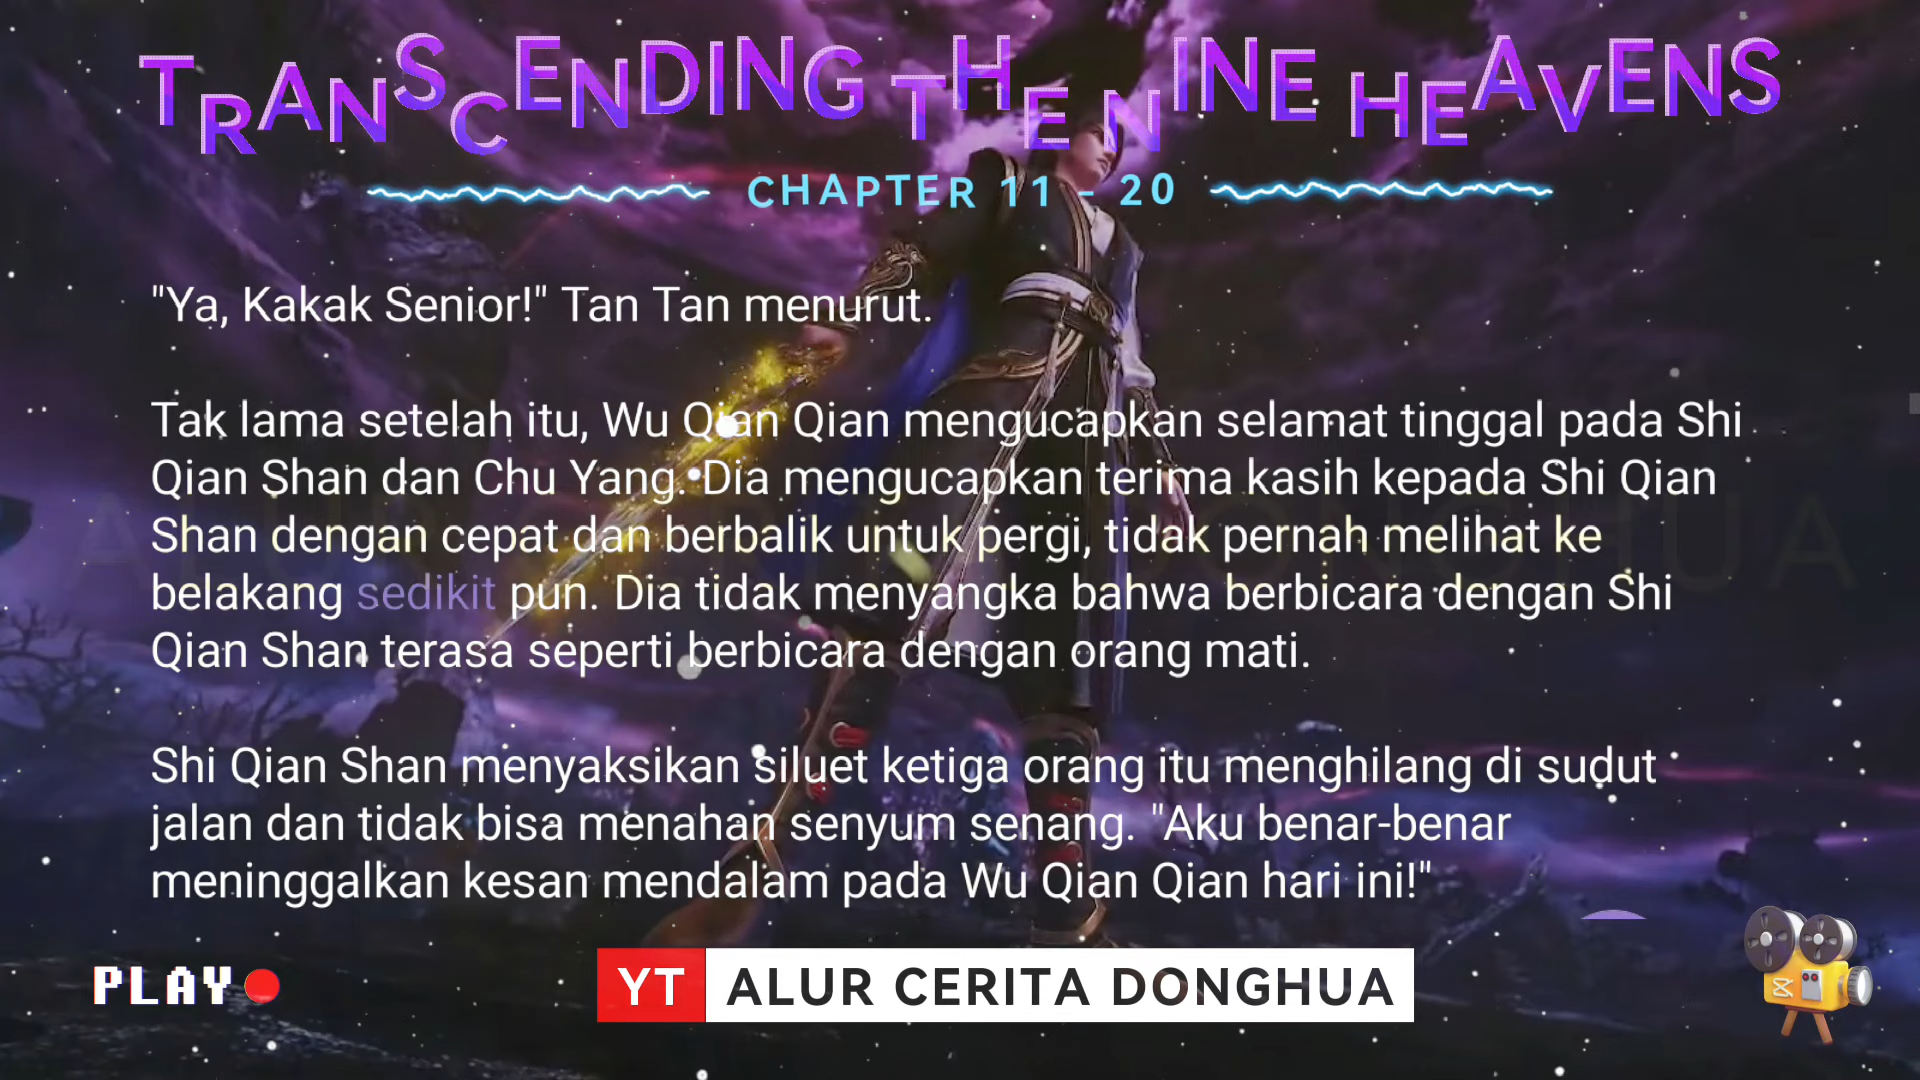 TRANSCENDING THE NINE HEAVENS
CHAPTER 11 - 20
"Ya, Kakak Senior!" Tan Tan menurut.
Tak lama setelah itu, Wu Qian Qian mengucapkan selamat tinggal pada Shi
Qian Shan dan Chu Yang. Dia mengucapkan terima kasih kepada Shi Qian
Shan dengan cepat dan berbalik untuk pergi, tidak pernah melihat ke
belakang sedikit pun. Dia tidak menyangka bahwa berbicara dengan Shi
Qian Shan terasa seperti berbicara dengan orang mati.
Shi Qian Shan menyaksikan siluet ketiga orang itu menghilang di sudut
jalan dan tidak bisa menahan senyum senang. "Aku benar-benar
meninggalkan kesan mendalam pada Wu Qian Qian hari ini!"
PLAY
YT ALUR CERITA DONGHUA